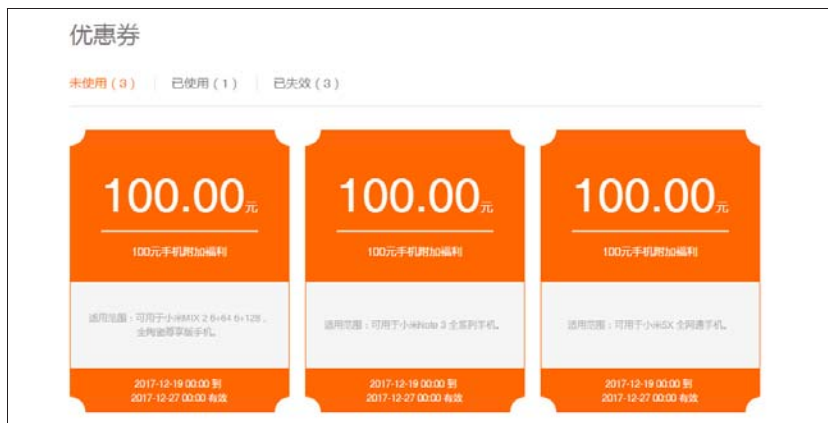 优惠券
未使用(3) 已使用(1) 已失效(3)
100.00元
100元手机附加福利
适用范围：可用于小米MIX 2 6+64 6+128，
全陶瓷尊享版手机。
2017-12-19 00:00 到
2017-12-27 00:00 有效
100.00元
100元手机附加福利
适用范围：可用于小米Note 3 全系列手机。
2017-12-19 00:00 到
2017-12-27 00:00 有效
100.00元
100元手机附加福利
适用范围：可用于小米5X 全网通手机。
2017-12-19 00:00 到
2017-12-27 00:00 有效